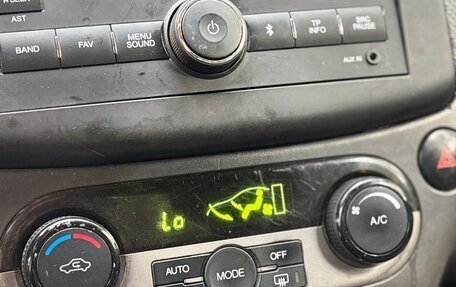 AST
BAND FAV MENU SOUND TP INFO SRC PAUSE
AUX IN
Lo
A/C
AUTO MODE OFF